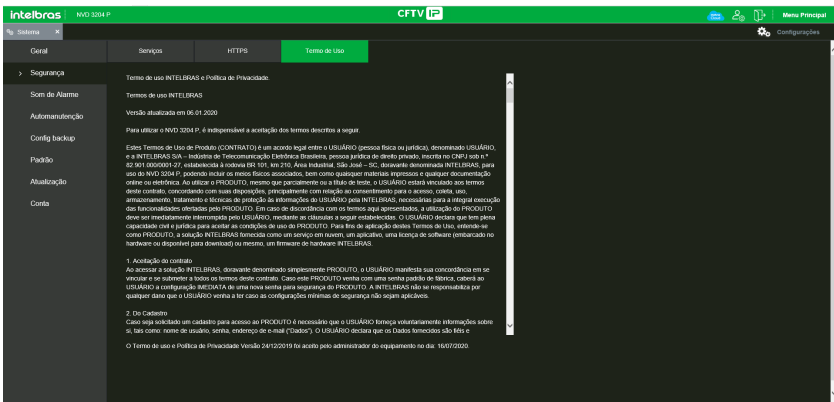 intelbras NVD 3204 P CFTV IP Menu Principal
Sistema x Configurações
Geral
Segurança
Som de Alarme
Automanutenção
Config backup
Padrão
Atualização
Conta
Serviços HTTPS Termo de Uso
Termo de uso INTELBRAS e Política de Privacidade.
Termos de uso INTELBRAS
Versão atualizada em 06.01.2020
Para utilizar o NVD 3204 P, é indispensável a aceitação dos termos descritos a seguir.
Estes Termos de Uso de Produto (CONTRATO) é um acordo legal entre o USUÁRIO (pessoa física ou jurídica), denominado USUÁRIO,
e a INTELBRAS S/A – Indústria de Telecomunicação Eletrônica Brasileira, pessoa jurídica de direito privado, inscrita no CNPJ sob n.º
82.901.000/0001-27, estabelecida à rodovia BR 101, km 210, Área Industrial, São José – SC, doravante denominada INTELBRAS, para
uso do NVD 3204 P, podendo incluir os meios físicos associados, bem como quaisquer materiais impressos e qualquer documentação
online ou eletrônica. Ao utilizar o PRODUTO, mesmo que parcialmente ou a título de teste, o USUÁRIO estará vinculado aos termos
deste contrato, concordando com suas disposições, principalmente com relação ao consentimento para o acesso, coleta, uso,
armazenamento, tratamento e técnicas de proteção às informações do USUÁRIO pela INTELBRAS, necessárias para a integral execução
das funcionalidades ofertadas pelo PRODUTO. Em caso de discordância com os termos aqui apresentados, a utilização do PRODUTO
deve ser imediatamente interrompida pelo USUÁRIO, mediante as cláusulas a seguir estabelecidas. O USUÁRIO declara que tem plena
capacidade civil e jurídica para aceitar as condições de uso do PRODUTO. Para fins de aplicação destes Termos de Uso, entende-se
como PRODUTO, a solução INTELBRAS fornecida como um serviço em nuvem, um aplicativo, uma licença de software (embarcado no
hardware ou disponível para download) ou mesmo, um firmware de hardware INTELBRAS.
1. Aceitação do contrato
Ao acessar a solução INTELBRAS, doravante denominado simplesmente PRODUTO, o USUÁRIO manifesta sua concordância em se
vincular e se submeter a todos os termos deste contrato. Caso este PRODUTO venha com uma senha padrão de fábrica, caberá ao
USUÁRIO a configuração IMEDIATA de uma nova senha para segurança do PRODUTO. A INTELBRAS não se responsabiliza por
qualquer dano que o USUÁRIO venha a ter caso as configurações mínimas de segurança não sejam aplicáveis.
2. Do Cadastro
Caso seja solicitado um cadastro para acesso ao PRODUTO é necessário que o USUÁRIO forneça voluntariamente informações sobre
si, tais como: nome de usuário, senha, endereço de e-mail ("Dados"). O USUÁRIO declara que os Dados fornecidos são fiéis e
O Termo de uso e Política de Privacidade Versão 24/12/2019 foi aceito pelo administrador do equipamento no dia: 16/07/2020.